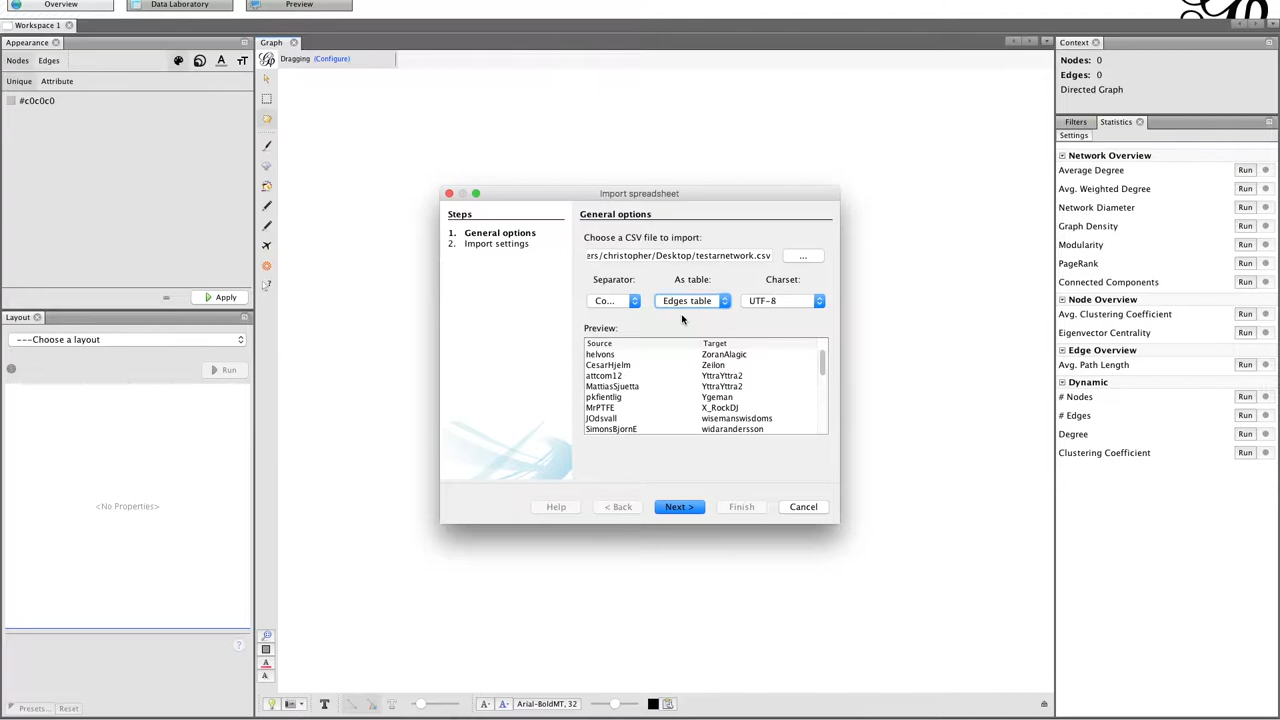 Overview Data Laboratory Preview
Workspace 1
Appearance
Nodes Edges
Unique Attribute
#c0c0c0
Apply
Layout
---Choose a layout
Run
<No Properties>
Presets... Reset
Graph
Dragging (Configure)
Import spreadsheet
Steps
1. General options
2. Import settings
General options
Choose a CSV file to import:
ers/christopher/Desktop/testarnetwork.csv ...
Separator: As table: Charset:
Co... Edges table UTF-8
Preview:
Source Target
helvons ZoranAlagic
CesarHjelm Zeilon
attcom12 YttraYttra2
MattiasSjuetta YttraYttra2
pkfientlig Ygeman
MrPTFE X_RockDJ
JOdsvall wisemanswisdoms
SimonsBjornE widarandersson
Help < Back Next > Finish Cancel
Arial-BoldMT, 32
Context
Nodes: 0
Edges: 0
Directed Graph
Filters Statistics
Settings
Network Overview
Average Degree Run
Avg. Weighted Degree Run
Network Diameter Run
Graph Density Run
Modularity Run
PageRank Run
Connected Components Run
Node Overview
Avg. Clustering Coefficient Run
Eigenvector Centrality Run
Edge Overview
Avg. Path Length Run
Dynamic
# Nodes Run
# Edges Run
Degree Run
Clustering Coefficient Run